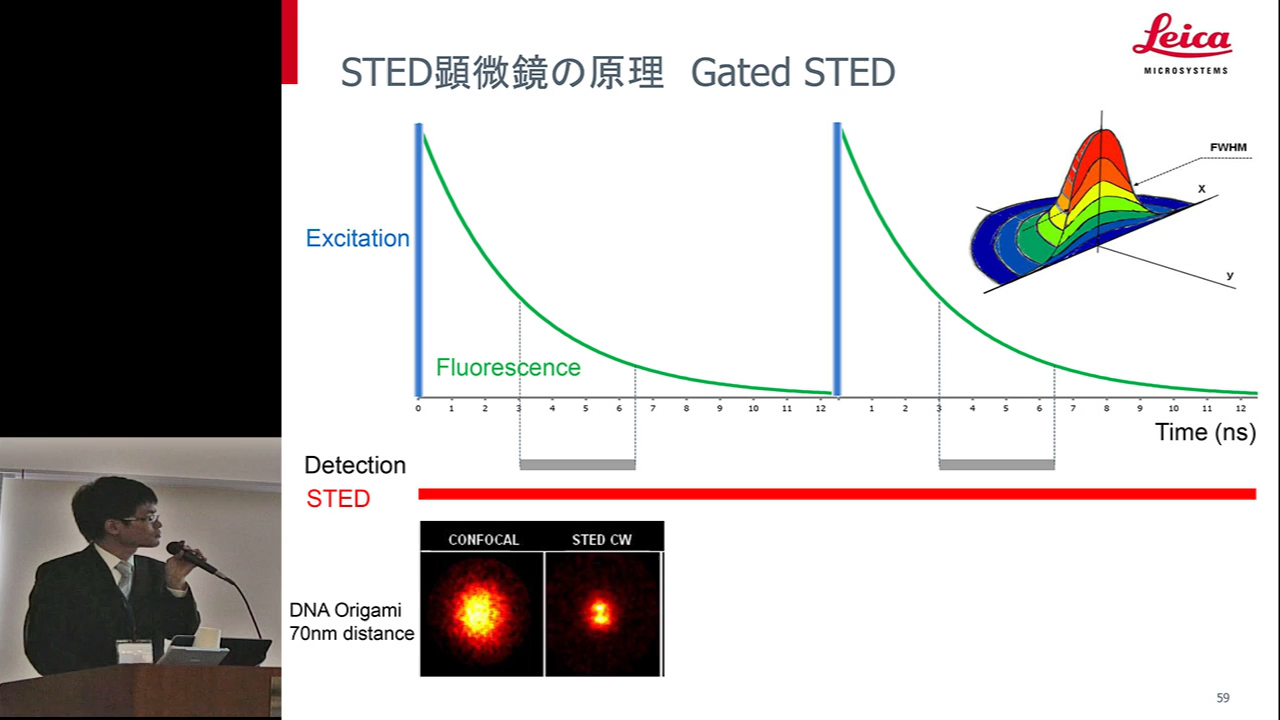 STED顕微鏡の原理 Gated STED
Leica
MICROSYSTEMS
FWHM
x
y
Excitation
Fluorescence
0 1 2 3 4 5 6 7 8 9 10 11 12 1 2 3 4 5 6 7 8 9 10 11 12
Time (ns)
Detection
STED
CONFOCAL STED CW
DNA Origami
70nm distance
59